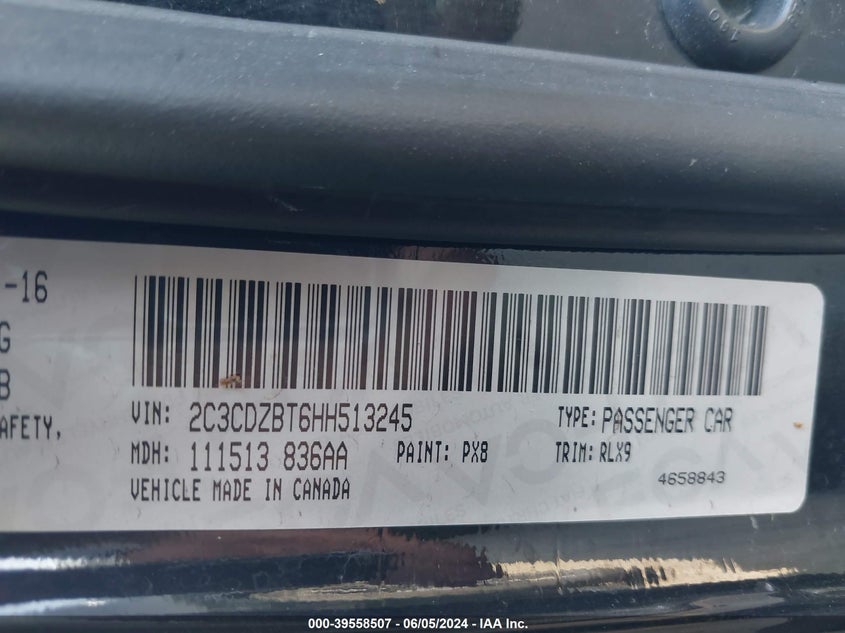 -16
G
B
AFETY,
VIN: 2C3CDZBT6HH513245 TYPE: PASSENGER CAR
MDH: 111513 836AA PAINT: PX8 TRIM: RLX9
VEHICLE MADE IN CANADA 4658843
000-39558507 - 06/05/2024 - IAA Inc.